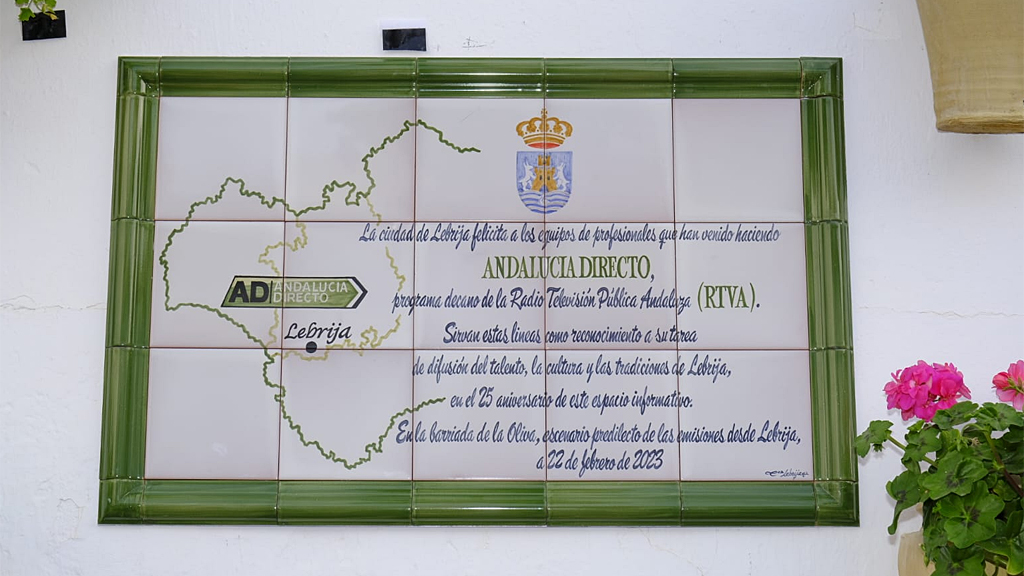 La ciudad de Lebrija felicita a los equipos de profesionales que han venido haciendo
ANDALUCIA DIRECTO,
programa decano de la Radio Televisión Pública Andaluza (RTVA).
Sirvan estas líneas como reconocimiento a su tarea
de difusión del talento, la cultura y las tradiciones de Lebrija,
en el 25 aniversario de este espacio informativo.
En la barriada de la Oliva, escenario predilecto de las emisiones desde Lebrija,
a 22 de febrero de 2023
AD ANDALUCIA
DIRECTO
Lebrija